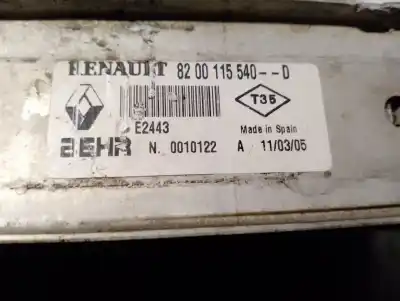 RENAULT 82 00 115 540--D
T35
E2443
Made in Spain
BEHR N. 0010122 A 11/03/05